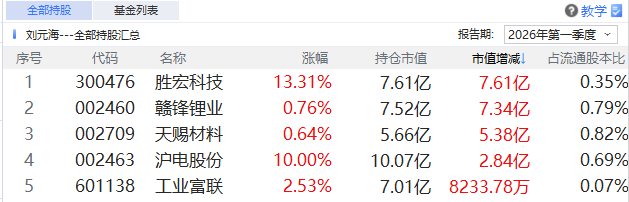 全部持股 基金列表 教学
刘元海---全部持股汇总 报告期: 2026年第一季度
序号 代码 名称 涨幅 持仓市值 市值增减↓ 占流通股本比
1 300476 胜宏科技 13.31% 7.61亿 7.61亿 0.35%
2 002460 赣锋锂业 0.76% 7.52亿 7.34亿 0.79%
3 002709 天赐材料 0.64% 5.66亿 5.38亿 0.82%
4 002463 沪电股份 10.00% 10.07亿 2.84亿 0.69%
5 601138 工业富联 2.53% 7.01亿 8233.78万 0.07%